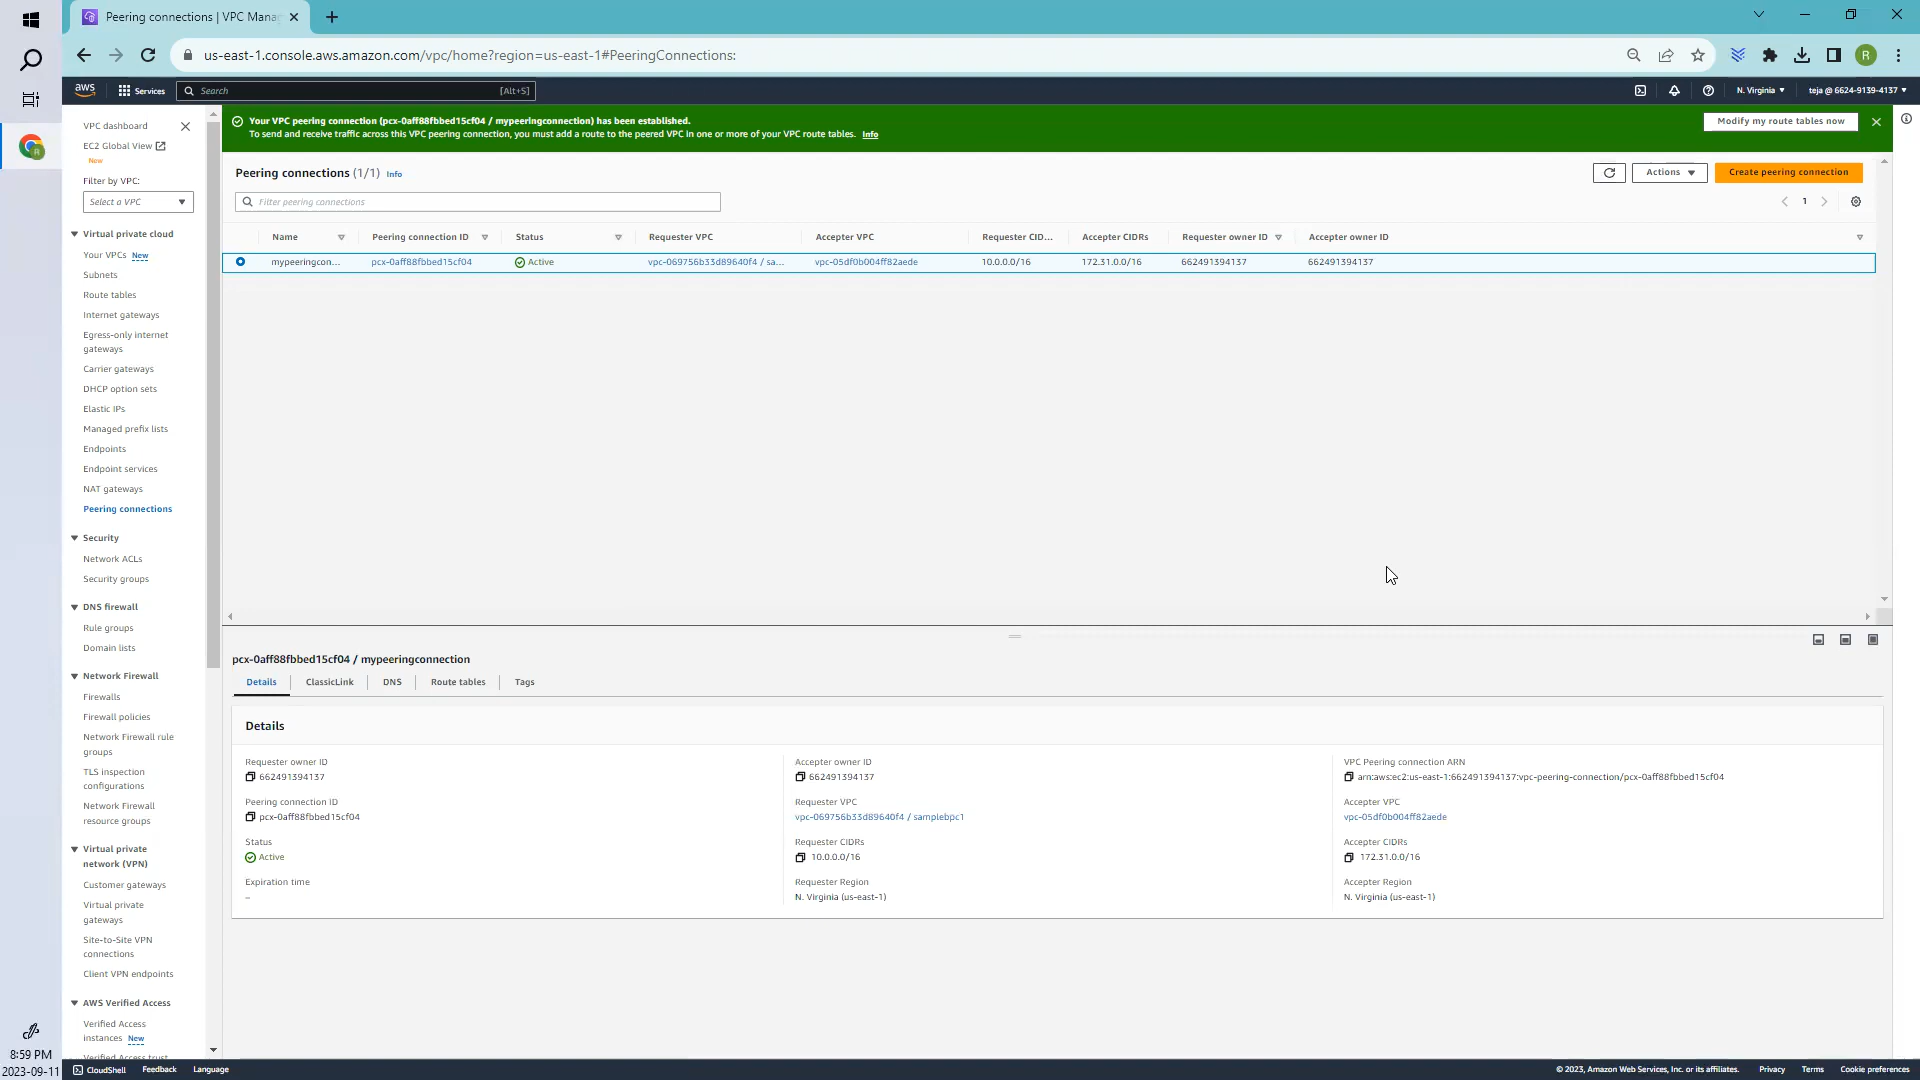 Peering connections | VPC Mana
us-east-1.console.aws.amazon.com/vpc/home?region=us-east-1#PeeringConnections:
R
aws
Services
Search
[Alt+S]
N. Virginia ▼
teja @ 6624-9139-4137 ▼
VPC dashboard
EC2 Global View
New
Filter by VPC:
Select a VPC
Virtual private cloud
Your VPCs New
Subnets
Route tables
Internet gateways
Egress-only internet
gateways
Carrier gateways
DHCP option sets
Elastic IPs
Managed prefix lists
Endpoints
Endpoint services
NAT gateways
Peering connections
Security
Network ACLs
Security groups
DNS firewall
Rule groups
Domain lists
Network Firewall
Firewalls
Firewall policies
Network Firewall rule
groups
TLS inspection
configurations
Network Firewall
resource groups
Virtual private
network (VPN)
Customer gateways
Virtual private
gateways
Site-to-Site VPN
connections
Client VPN endpoints
AWS Verified Access
Verified Access
instances New
Verified Access trust
Your VPC peering connection (pcx-0aff88fbbed15cf04 / mypeeringconnection) has been established.
To send and receive traffic across this VPC peering connection, you must add a route to the peered VPC in one or more of your VPC route tables. Info
Modify my route tables now
Peering connections (1/1) Info
Actions ▼
Create peering connection
Filter peering connections
1
Name Peering connection ID Status Requester VPC Accepter VPC Requester CID... Accepter CIDRs Requester owner ID Accepter owner ID
mypeeringcon... pcx-0aff88fbbed15cf04 Active vpc-069756b33d89640f4 / sa... vpc-05df0b004ff82aede 10.0.0.0/16 172.31.0.0/16 662491394137 662491394137
pcx-0aff88fbbed15cf04 / mypeeringconnection
Details ClassicLink DNS Route tables Tags
Details
Requester owner ID
662491394137
Peering connection ID
pcx-0aff88fbbed15cf04
Status
Active
Expiration time
–
Accepter owner ID
662491394137
Requester VPC
vpc-069756b33d89640f4 / samplebpc1
Requester CIDRs
10.0.0.0/16
Requester Region
N. Virginia (us-east-1)
VPC Peering connection ARN
arn:aws:ec2:us-east-1:662491394137:vpc-peering-connection/pcx-0aff88fbbed15cf04
Accepter VPC
vpc-05df0b004ff82aede
Accepter CIDRs
172.31.0.0/16
Accepter Region
N. Virginia (us-east-1)
8:59 PM
2023-09-11
CloudShell Feedback Language
© 2023, Amazon Web Services, Inc. or its affiliates. Privacy Terms Cookie preferences